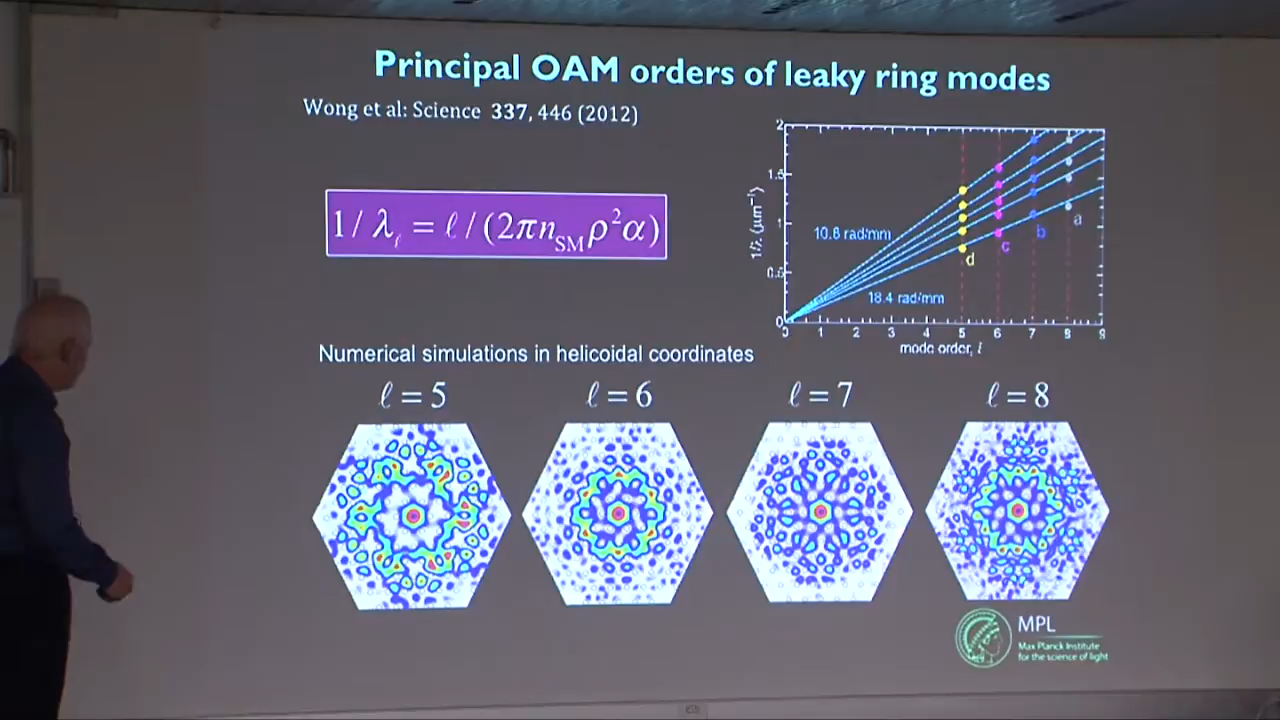 Principal OAM orders of leaky ring modes
Wong et al: Science 337, 446 (2012)
1/ λℓ = ℓ / (2πn_SM ρ²α)
2
1.5
1
0.5
0
1/λ (μm⁻¹)
10.8 rad/mm
18.4 rad/mm
a
b
c
d
0 1 2 3 4 5 6 7 8 9
mode order, l
Numerical simulations in helicoidal coordinates
ℓ = 5
ℓ = 6
ℓ = 7
ℓ = 8
MPL
Max Planck Institute
for the science of light